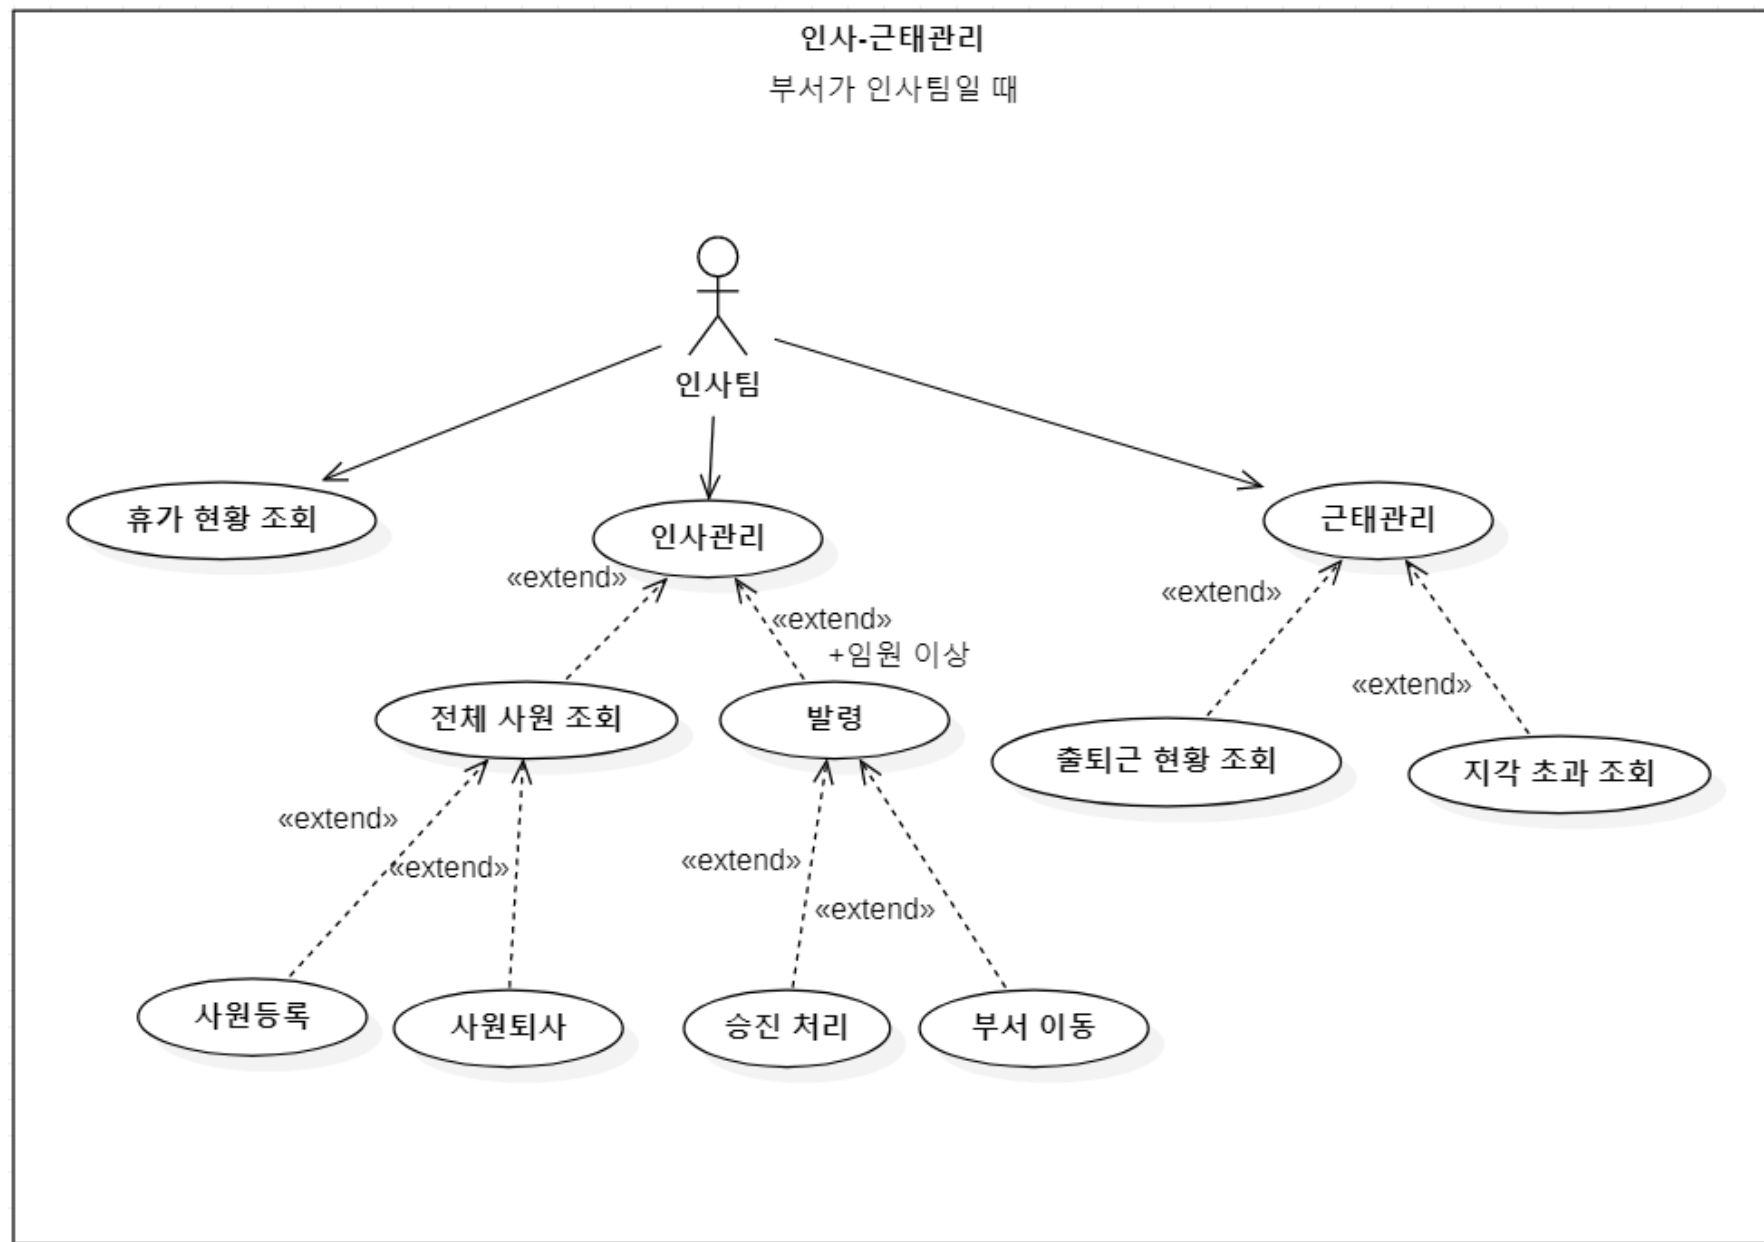 인사-근태관리
부서가 인사팀일 때
인사팀
휴가 현황 조회
인사관리
근태관리
«extend»
«extend»
+임원 이상
«extend»
«extend»
전체 사원 조회
발령
출퇴근 현황 조회
지각 초과 조회
«extend»
«extend»
«extend»
«extend»
사원등록
사원퇴사
승진 처리
부서 이동